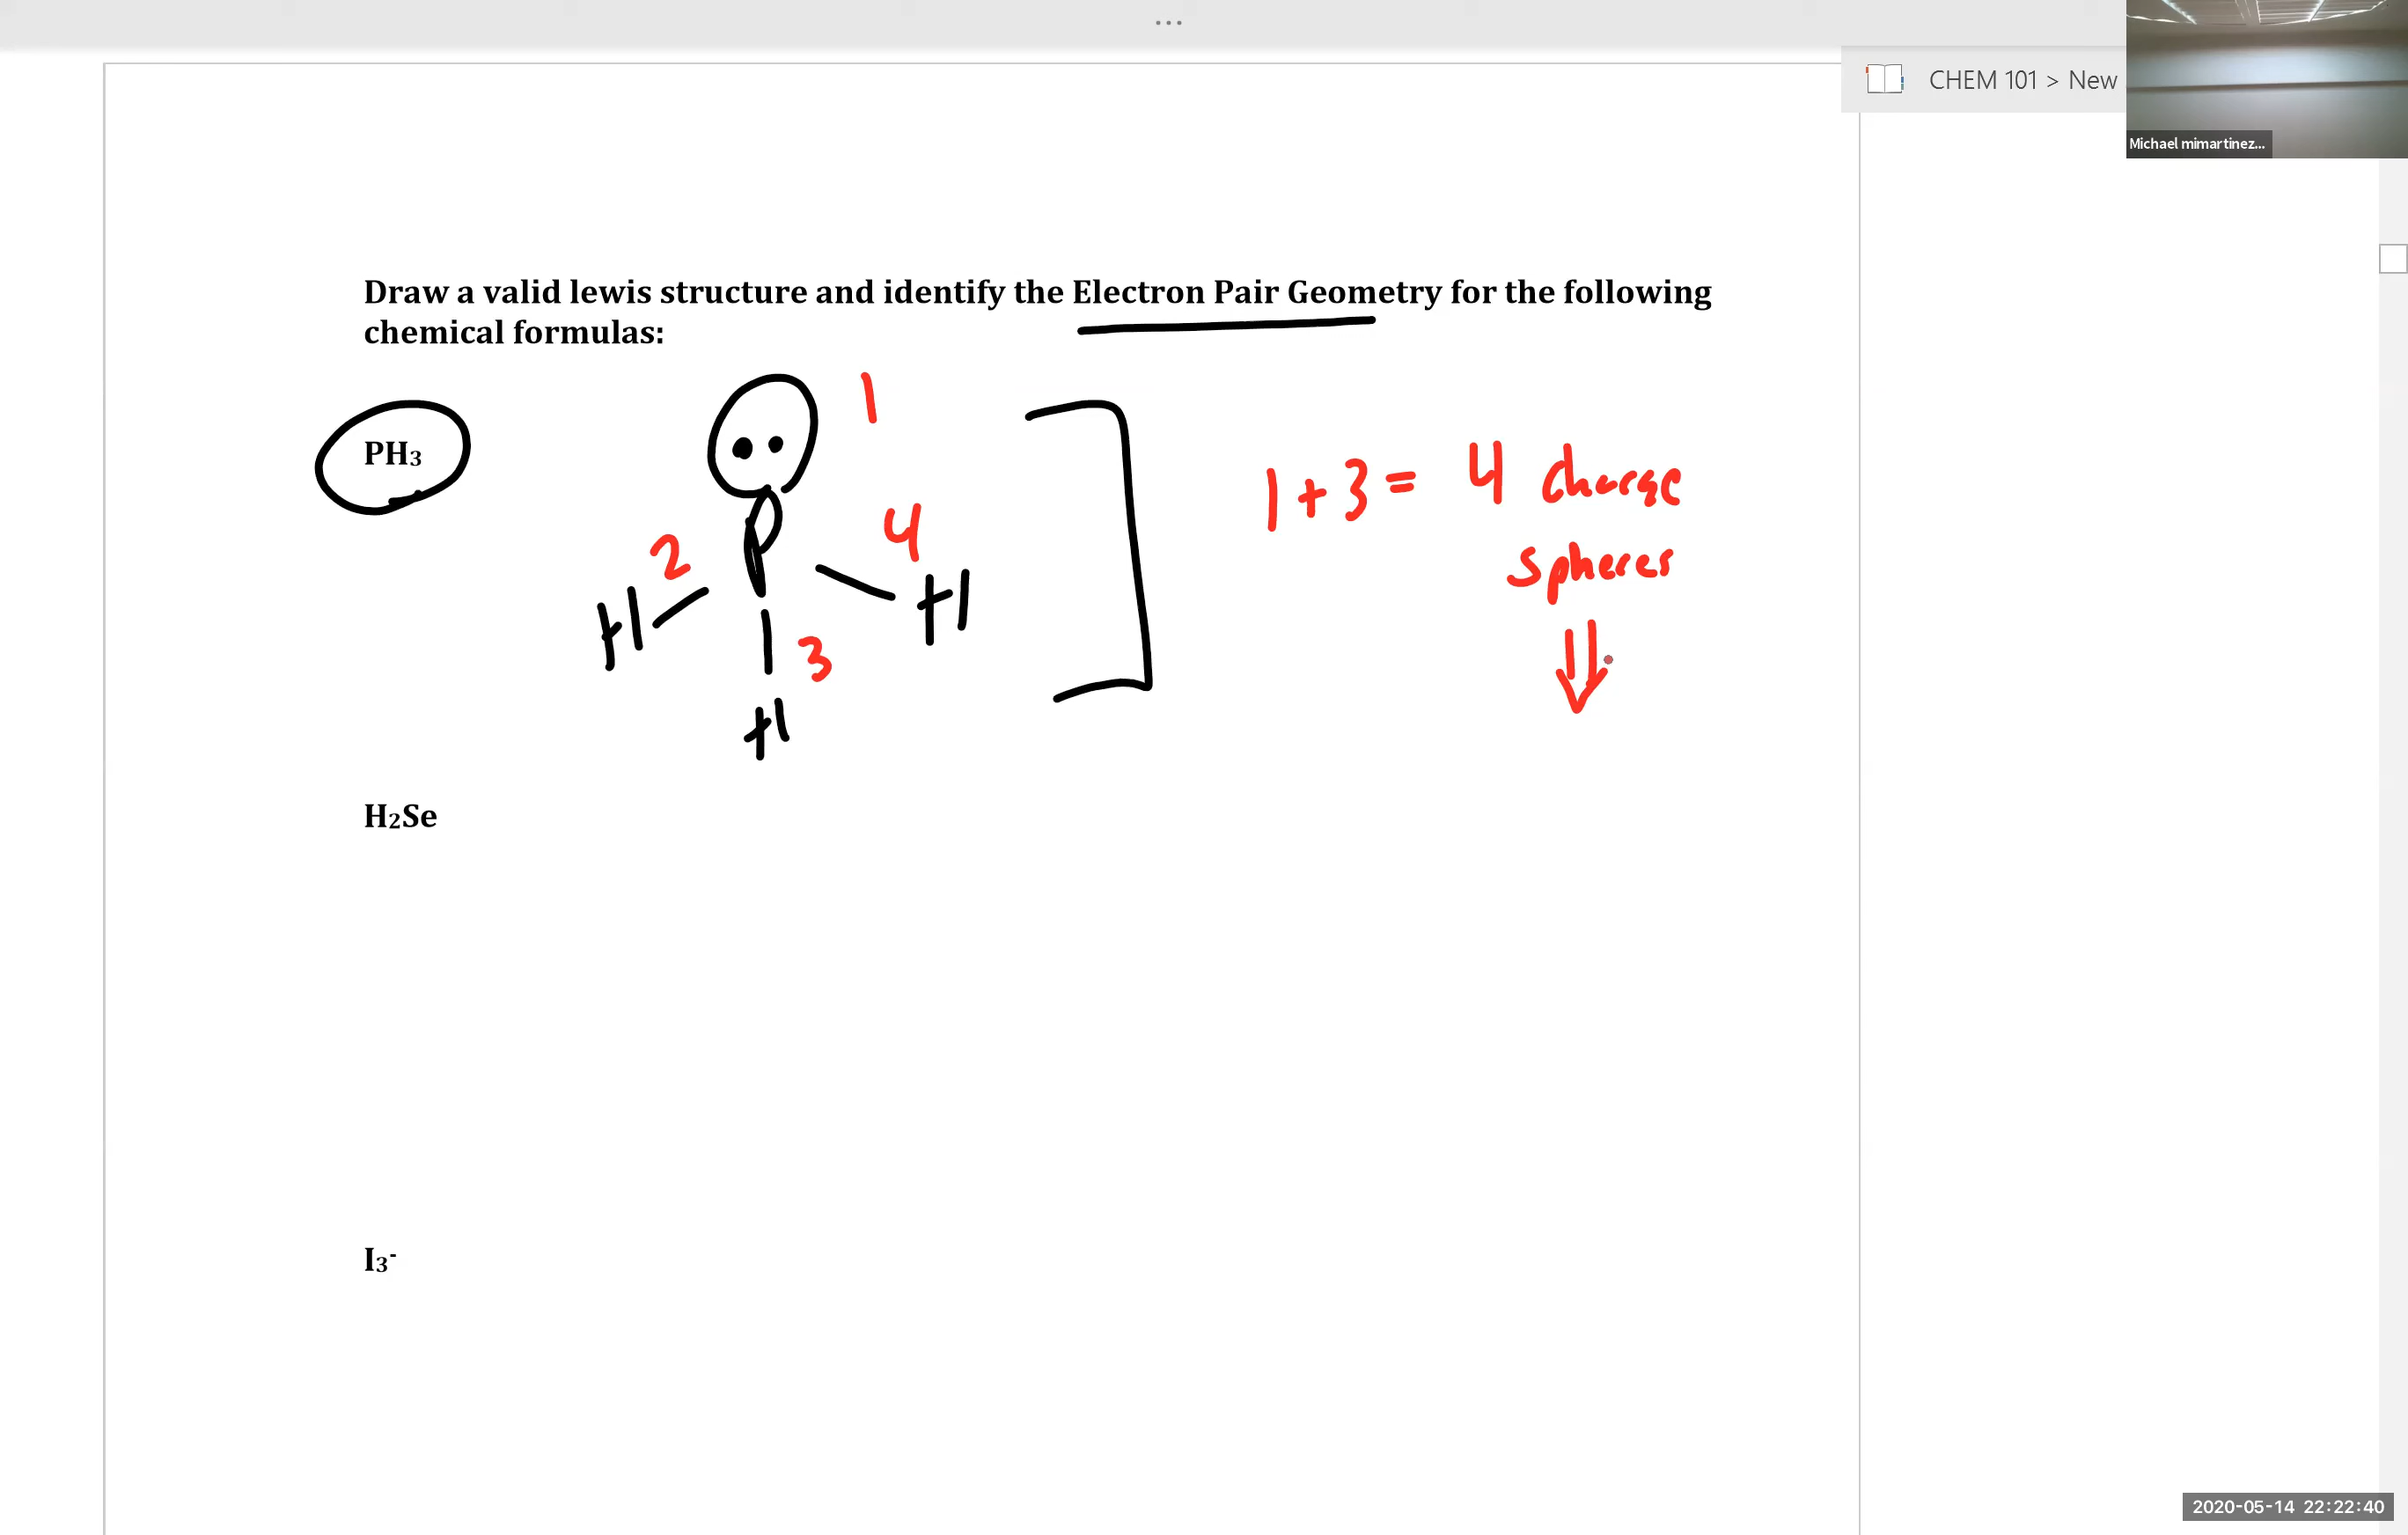 ...
CHEM 101 > New
Michael mimartinez...
Draw a valid lewis structure and identify the Electron Pair Geometry for the following
chemical formulas:
PH₃
1
P
2
4
H
H
3
H
1 + 3 = 4 charge
spheres
H₂Se
I₃⁻
2020-05-14 22:22:40